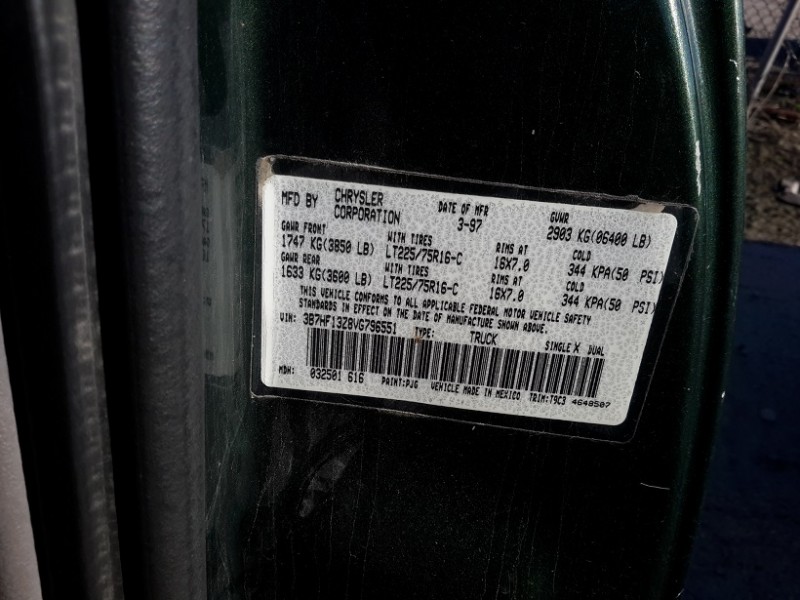 MFD BY CHRYSLER CORPORATION DATE OF MFR 3-97 GVWR 2903 KG(06400 LB)
GAWR FRONT WITH TIRES RIMS AT COLD
1747 KG(3850 LB) LT225/75R16-C 16X7.0 344 KPA(50 PSI)
GAWR REAR WITH TIRES RIMS AT COLD
1633 KG(3600 LB) LT225/75R16-C 16X7.0 344 KPA(50 PSI)
THIS VEHICLE CONFORMS TO ALL APPLICABLE FEDERAL MOTOR VEHICLE SAFETY
STANDARDS IN EFFECT ON THE DATE OF MANUFACTURE SHOWN ABOVE.
VIN: 3B7HF13Z8VG796551 TYPE: TRUCK SINGLE X DUAL
MDH: 032501 616 PAINT:PJG VEHICLE MADE IN MEXICO TRIM:T9C3 4648507